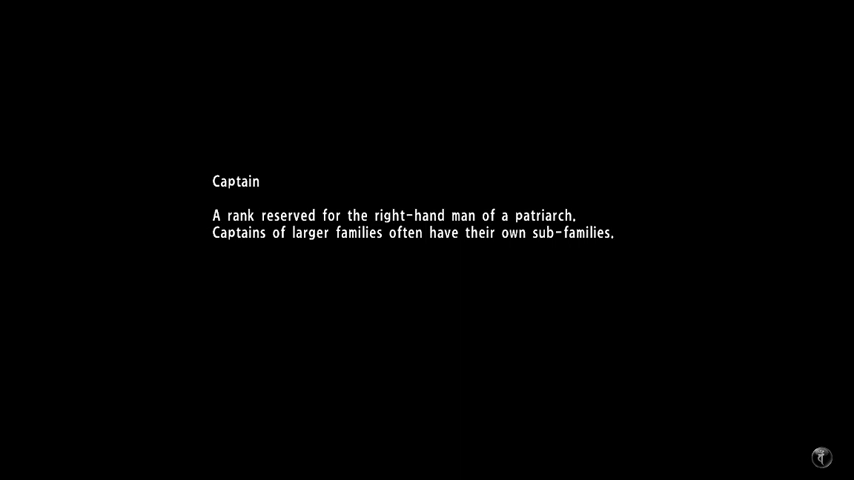 Captain
A rank reserved for the right-hand man of a patriarch.
Captains of larger families often have their own sub-families.